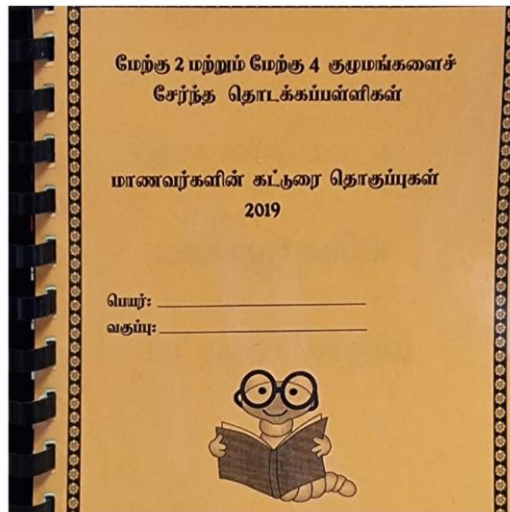 மேற்கு 2 மற்றும் மேற்கு 4 குழுமங்களைச்
சேர்ந்த தொடக்கப்பள்ளிகள்
மாணவர்களின் கட்டுரை தொகுப்புகள்
2019
பெயர்:
வகுப்பு: